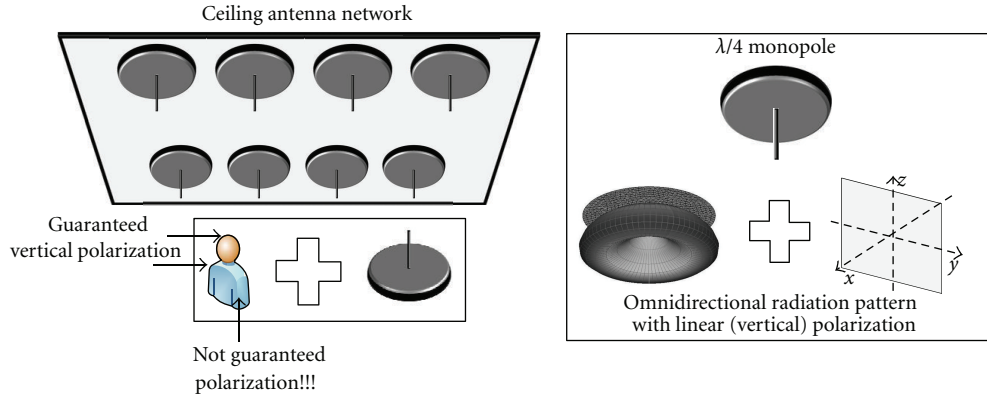 Ceiling antenna network
Guaranteed
vertical polarization
Not guaranteed
polarization!!!
λ/4 monopole
z
y
x
Omnidirectional radiation pattern
with linear (vertical) polarization